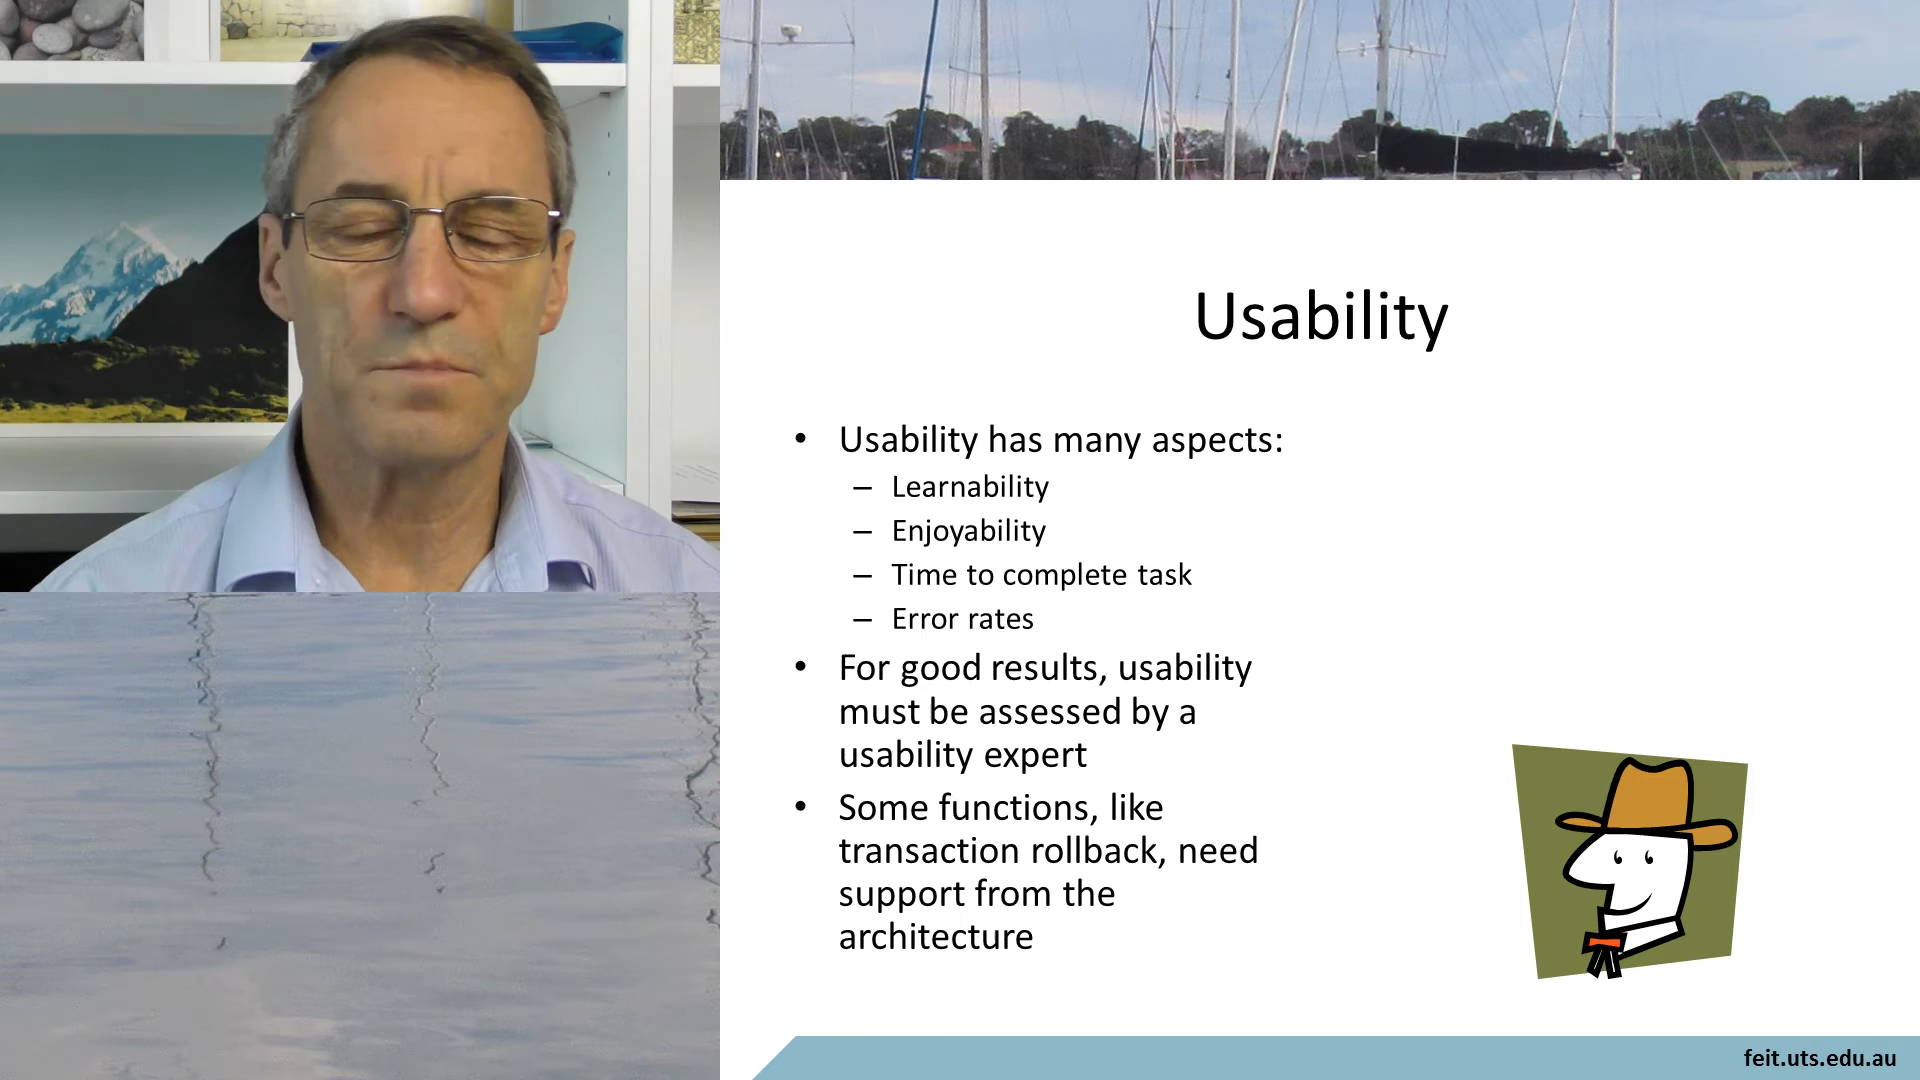 Usability
• Usability has many aspects:
– Learnability
– Enjoyability
– Time to complete task
– Error rates
• For good results, usability
must be assessed by a
usability expert
• Some functions, like
transaction rollback, need
support from the
architecture
feit.uts.edu.au